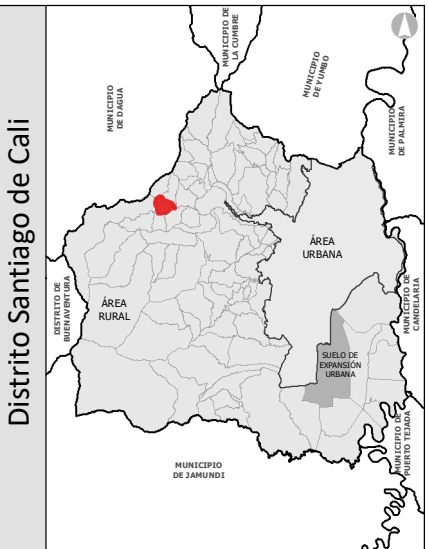 Distrito Santiago de Cali
MUNICIPIO
DE DAGUA
MUNICIPIO DE
LA CUMBRE
MUNICIPIO
DE YUMBO
MUNICIPIO
DE PALMIRA
DISTRITO DE
BUENAVENTURA
ÁREA
RURAL
ÁREA
URBANA
SUELO DE
EXPANSIÓN
URBANA
MUNICIPIO DE
CANDELARIA
MUNICIPIO DE
PUERTO TEJADA
MUNICIPIO
DE JAMUNDI